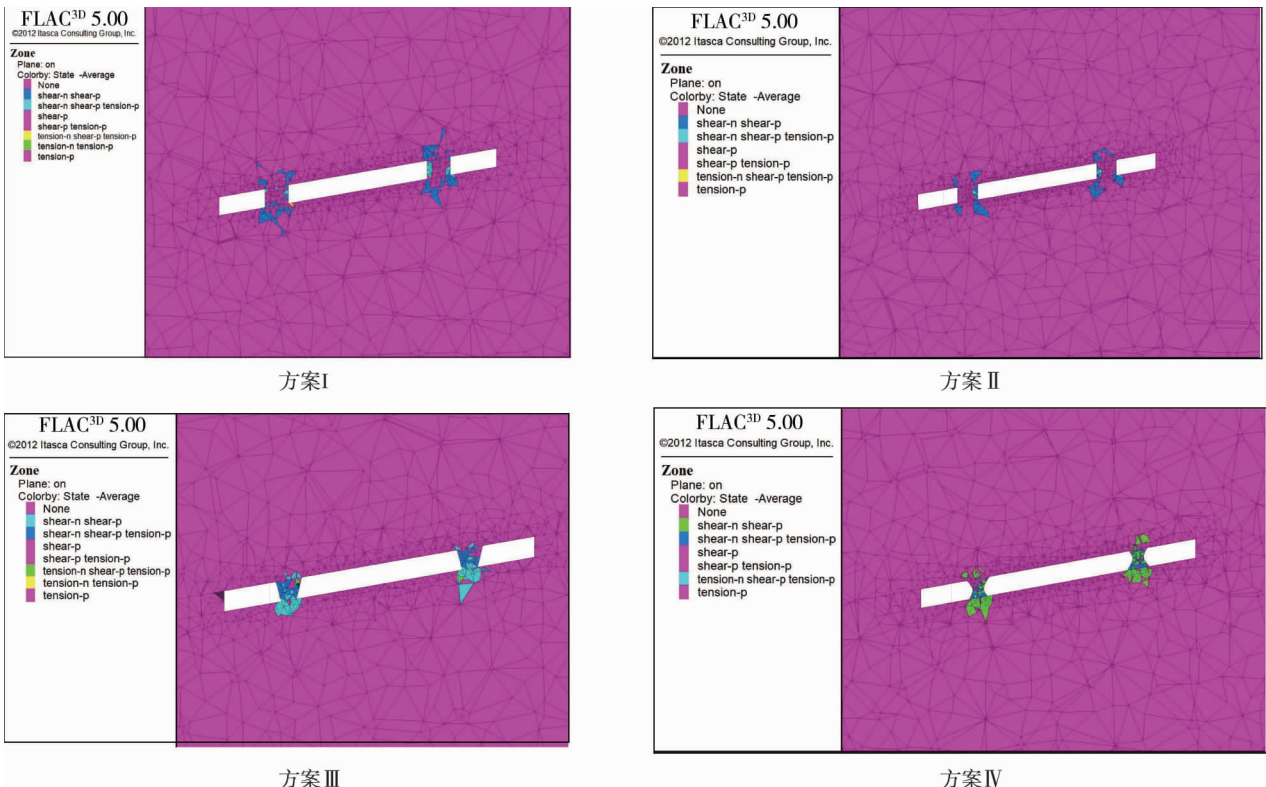 FLAC3D 5.00
©2012 Itasca Consulting Group, Inc.
Zone
Plane: on
Colorby: State -Average
None
shear-n shear-p
shear-n shear-p tension-p
shear-p
shear-p tension-p
tension-n shear-p tension-p
tension-n tension-p
tension-p
方案Ⅰ
FLAC3D 5.00
©2012 Itasca Consulting Group, Inc.
Zone
Plane: on
Colorby: State -Average
None
shear-n shear-p
shear-n shear-p tension-p
shear-p
shear-p tension-p
tension-n shear-p tension-p
tension-p
方案Ⅱ
FLAC3D 5.00
©2012 Itasca Consulting Group, Inc.
Zone
Plane: on
Colorby: State -Average
None
shear-n shear-p
shear-n shear-p tension-p
shear-p
shear-p tension-p
tension-n shear-p tension-p
tension-n tension-p
tension-p
方案Ⅲ
FLAC3D 5.00
©2012 Itasca Consulting Group, Inc.
Zone
Plane: on
Colorby: State -Average
None
shear-n shear-p
shear-n shear-p tension-p
shear-p
shear-p tension-p
tension-n shear-p tension-p
tension-p
方案Ⅳ